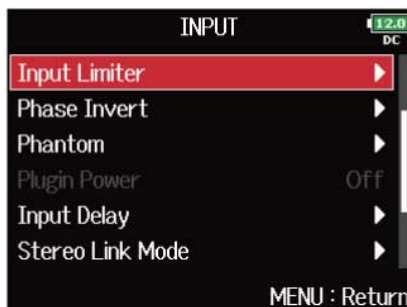 INPUT
12.0
DC
Input Limiter
Phase Invert
Phantom
Plugin Power Off
Input Delay
Stereo Link Mode
MENU : Return